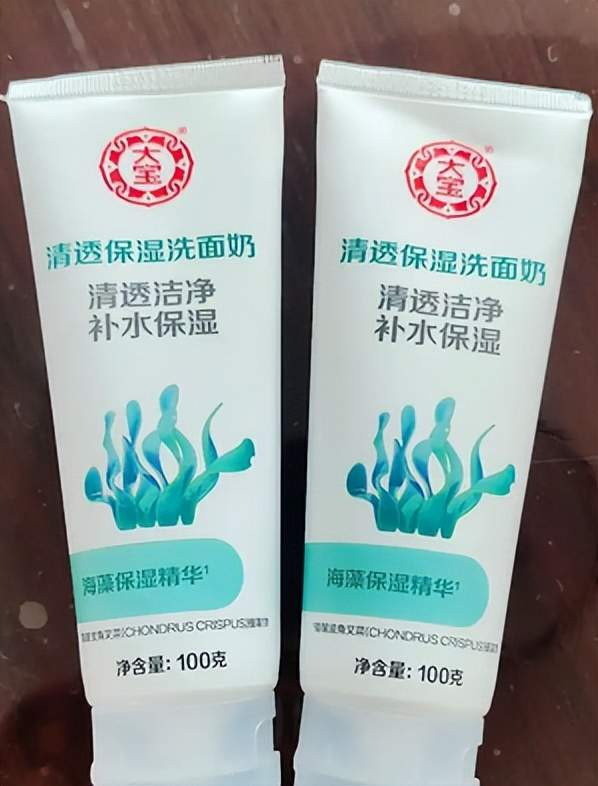 大宝
清透保湿洗面奶
清透洁净
补水保湿
海藻保湿精华1
(CHONDRUS CRISPUS)
净含量: 100克
大宝
清透保湿洗面奶
清透洁净
补水保湿
海藻保湿精华1
(CHONDRUS CRISPUS)
净含量: 100克